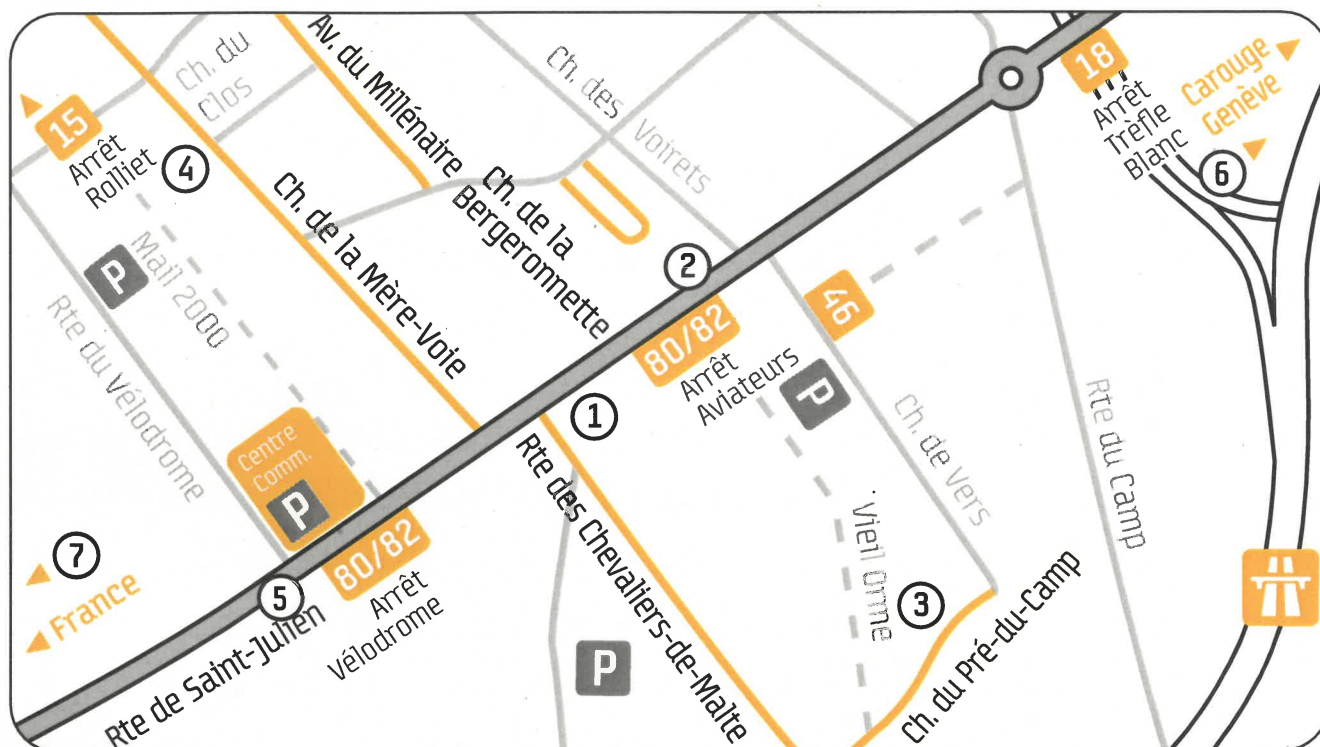 Ch. du
Clos
Av. du Millénaire
Ch. des
Voirets
18
Arrêt
Trèfle
Blanc
Carouge
Genève
15
Arrêt
Rolliet
4
6
Ch. de la Mère-Voie
Ch. de la
Bergeronnette
2
P
Mail 2000
Rte du Vélodrome
46
80/82
Arrêt
Aviateurs
P
1
Ch. de Vers
Rte du Camp
Centre
Comm.
P
Rte des Chevaliers-de-Malte
Vieil Orme
80/82
Arrêt
Vélodrome
7
France
5
3
Rte de Saint-Julien
P
Ch. du Pré-du-Camp